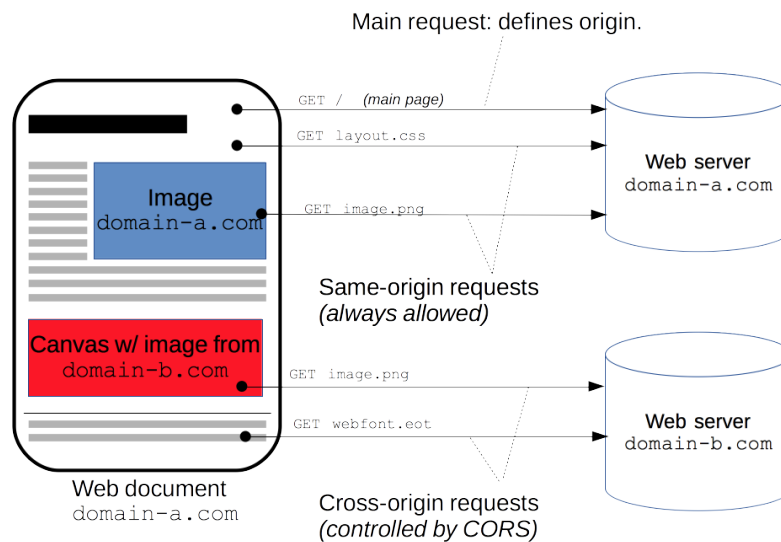 Main request: defines origin.
GET / (main page)
GET layout.css
Web server
domain-a.com
Image
domain-a.com
GET image.png
Same-origin requests
(always allowed)
Canvas w/ image from
domain-b.com
GET image.png
GET webfont.eot
Web server
domain-b.com
Web document
domain-a.com
Cross-origin requests
(controlled by CORS)